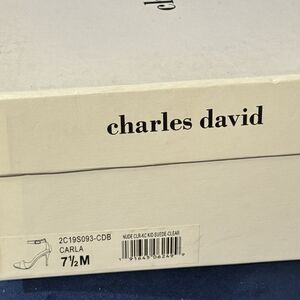 charles david
2C19S093-CDB
CARLA
7½M
NUDE CLR-KC KID SUEDE-CLEAR